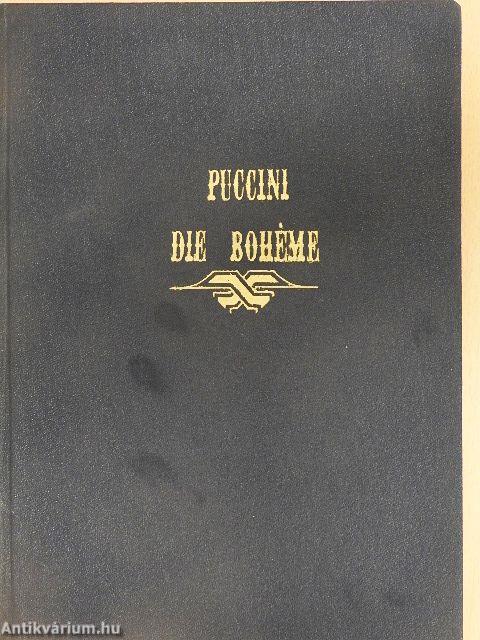 PUCCINI
DIE BOHÈME
Antikvárium.hu